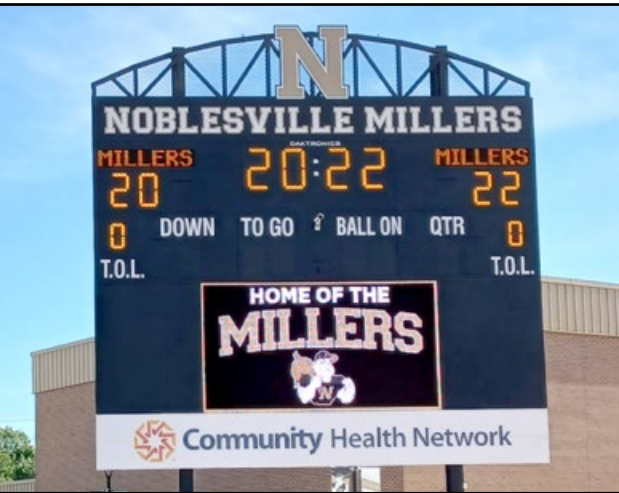 N
NOBLESVILLE MILLERS
DAKTRONICS
MILLERS 20:22 MILLERS
20 22
0 DOWN TO GO BALL ON QTR 0
T.O.L. T.O.L.
HOME OF THE
MILLERS
N
Community Health Network